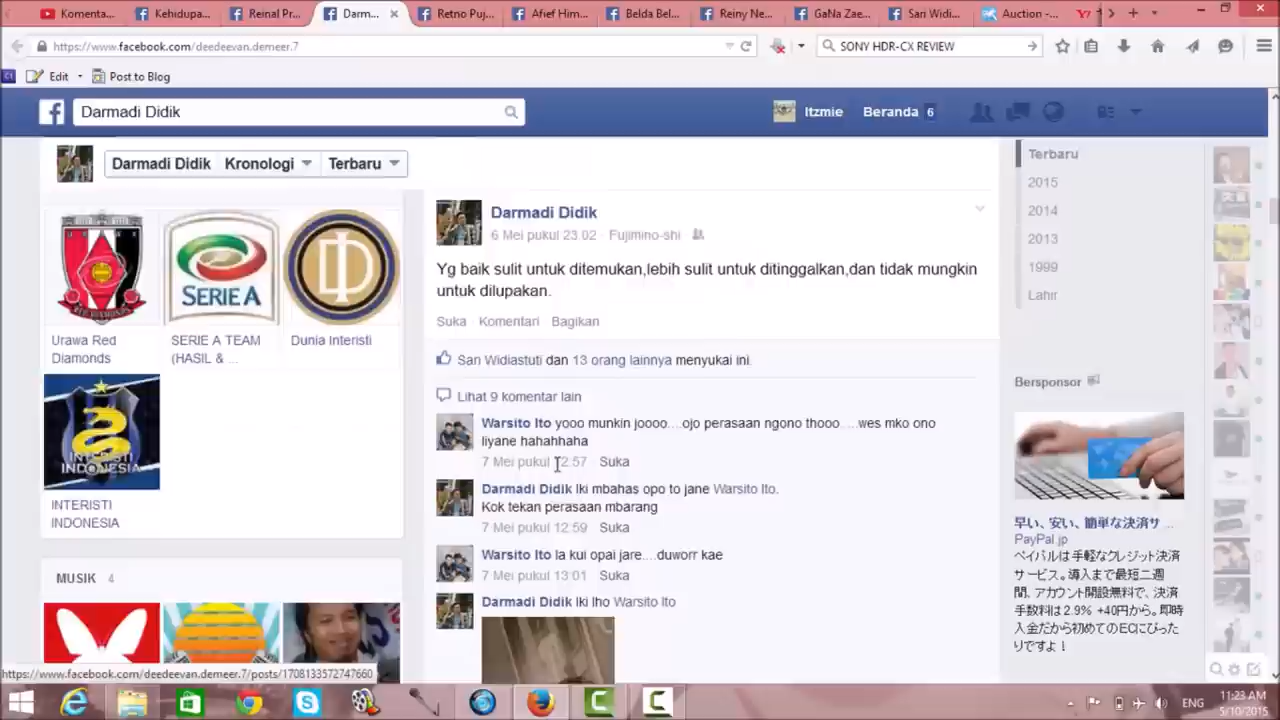 Komenta...
Kehidupa...
Reinal Pr...
Darm...
Retno Puj...
Afief Him...
Belda Bel...
Reiny Ne...
GaNa Zae...
Sari Widi...
Auction -...
https://www.facebook.com/deedeevan.demeer.7
SONY HDR-CX REVIEW
Edit
Post to Blog
Darmadi Didik
Itzmie
Beranda 6
Darmadi Didik Kronologi Terbaru
SERIE A
Urawa Red
Diamonds
SERIE A TEAM
(HASIL & ...
Dunia Interisti
INTERISTI
INDONESIA
INTERISTI
INDONESIA
MUSIK 4
Darmadi Didik
6 Mei pukul 23.02 Fujimino-shi
Yg baik sulit untuk ditemukan,lebih sulit untuk ditinggalkan,dan tidak mungkin
untuk dilupakan.
Suka Komentari Bagikan
Sari Widiastuti dan 13 orang lainnya menyukai ini.
Lihat 9 komentar lain
Warsito Ito yooo munkin joooo....ojo perasaan ngono thooo.....wes mko ono
liyane hahahhaha
7 Mei pukul 12:57 Suka
Darmadi Didik Iki mbahas opo to jane Warsito Ito.
Kok tekan perasaan mbarang
7 Mei pukul 12:59 Suka
Warsito Ito la kui opai jare....duworr kae
7 Mei pukul 13:01 Suka
Darmadi Didik Iki lho Warsito Ito
Terbaru
2015
2014
2013
1999
Lahir
Bersponsor
早い、安い、簡単な決済サ ...
PayPal.jp
ペイパルは手軽なクレジット決済
サービス。導入まで最短二週
間、アカウント開設無料で、決済
手数料は2.9% +40円から。即時
入金だから初めてのECにぴった
りですよ！
https://www.facebook.com/deedeevan.demeer.7/posts/1708133572747660
ENG
11:23 AM
5/10/2015